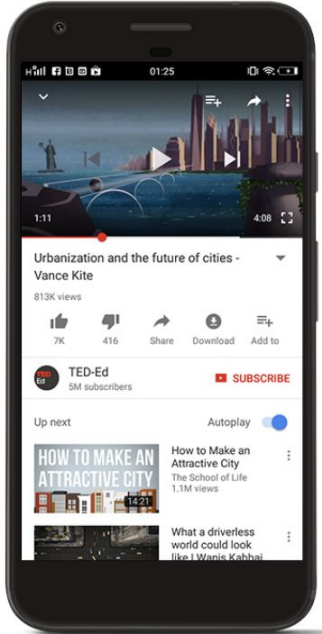 H
01:25
1:11
4:08
Urbanization and the future of cities -
Vance Kite
813K views
7K
416
Share
Download
Add to
TED
Ed
TED-Ed
5M subscribers
SUBSCRIBE
Up next
Autoplay
HOW TO MAKE AN
ATTRACTIVE CITY
14:21
How to Make an
Attractive City
The School of Life
1.1M views
What a driverless
world could look
like | Wanis Kabbaj